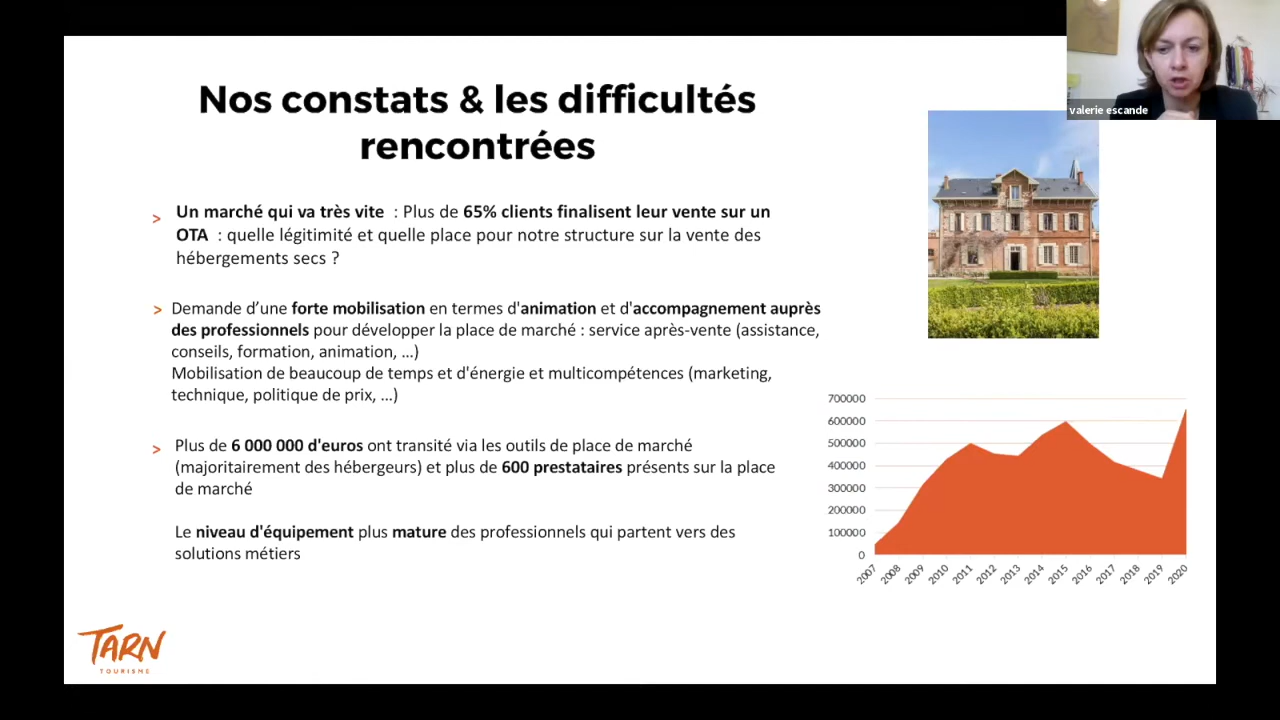 valerie escande
Nos constats & les difficultés
rencontrées
> Un marché qui va très vite : Plus de 65% clients finalisent leur vente sur un
OTA : quelle légitimité et quelle place pour notre structure sur la vente des
hébergements secs ?
> Demande d’une forte mobilisation en termes d'animation et d'accompagnement auprès
des professionnels pour développer la place de marché : service après-vente (assistance,
conseils, formation, animation, ...)
Mobilisation de beaucoup de temps et d'énergie et multicompétences (marketing,
technique, politique de prix, ...)
> Plus de 6 000 000 d'euros ont transité via les outils de place de marché
(majoritairement des hébergeurs) et plus de 600 prestataires présents sur la place
de marché
Le niveau d'équipement plus mature des professionnels qui partent vers des
solutions métiers
700000
600000
500000
400000
300000
200000
100000
0
2007 2008 2009 2010 2011 2012 2013 2014 2015 2016 2017 2018 2019 2020
TARN
TOURISME